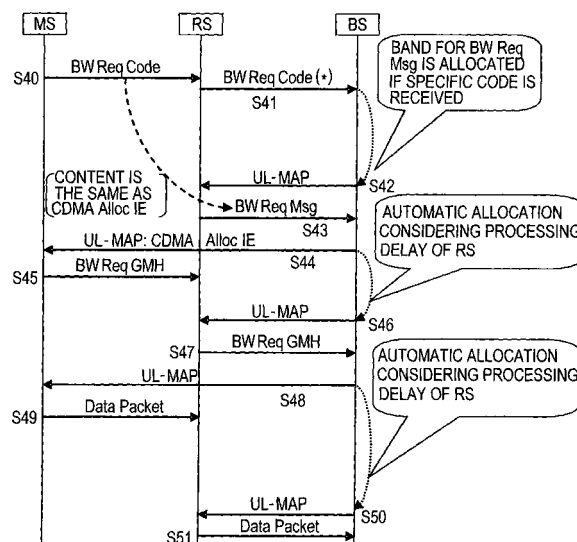 MS
RS
BS
S40
BW Req Code
BW Req Code (*)
S41
BAND FOR BW Req
Msg IS ALLOCATED
IF SPECIFIC CODE IS
RECEIVED
UL-MAP
S42
CONTENT IS
THE SAME AS
CDMA Alloc IE
BW Req Msg
S43
UL-MAP: CDMA Alloc IE
S44
AUTOMATIC ALLOCATION
CONSIDERING PROCESSING
DELAY OF RS
S45
BW Req GMH
UL-MAP
S46
S47
BW Req GMH
UL-MAP
S48
AUTOMATIC ALLOCATION
CONSIDERING PROCESSING
DELAY OF RS
S49
Data Packet
UL-MAP
S50
S51
Data Packet